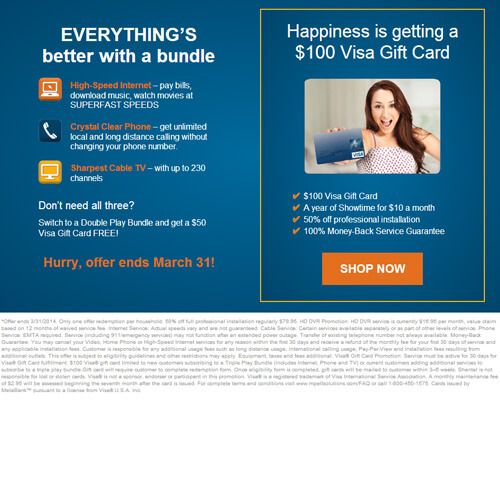 EVERYTHING'S
better with a bundle
High-Speed Internet – pay bills,
download music, watch movies at
SUPERFAST SPEEDS
Crystal Clear Phone – get unlimited
local and long distance calling without
changing your phone number.
Sharpest Cable TV – with up to 230
channels
Don't need all three?
Switch to a Double Play Bundle and get a $50
Visa Gift Card FREE!
Hurry, offer ends March 31!
Happiness is getting a
$100 Visa Gift Card
VISA
$100 Visa Gift Card
A year of Showtime for $10 a month
50% off professional installation
100% Money-Back Service Guarantee
SHOP NOW
*Offer ends 3/31/2014. Only one offer redemption per household. 50% off full professional installation regularly $79.95. HD DVR Promotion: HD DVR service is currently $16.95 per month, value claim
based on 12 months of waived service fee. Internet Service: Actual speeds vary and are not guaranteed. Cable Service: Certain services available separately or as part of other levels of service. Phone
Service: EMTA required. Service (including 911/emergency services) may not function after an extended power outage. Transfer of existing telephone number not always available. Money-Back
Guarantee: You may cancel your Video, Home Phone or High-Speed Internet services for any reason within the first 30 days and receive a refund of the monthly fee for your first 30 days of service and
any applicable installation fees. Customer is responsible for any additional usage fees such as long distance usage, international calling usage, Pay-Per-View and installation fees resulting from
additional outlets. This offer is subject to eligibility guidelines and other restrictions may apply. Equipment, taxes and fees additional. Visa® Gift Card Promotion: Service must be active for 30 days for
Visa® Gift Card fulfillment. $100 Visa gift card limited to new customers subscribing to a Triple Play Bundle (includes Internet, Phone and TV) or current customers adding additional services to
subscribe to a triple play bundle. Gift card will require customer to complete redemption form. Once eligibility form is completed, gift cards will be mailed to customer within 3-5 weeks. Shentel is not
responsible for lost or stolen cards. Visa® is not a sponsor, endorser or participant in this promotion. Visa® is a registered trademark of Visa International Service Association. A monthly maintenance fee
of $2.95 will be assessed beginning the seventh month after the card is issued. For complete terms and conditions visit www.mpellsolutions.com/FAQ or call 1-800-450-1575. Cards issued by
MetaBank™ pursuant to a license from Visa® U.S.A. Inc.